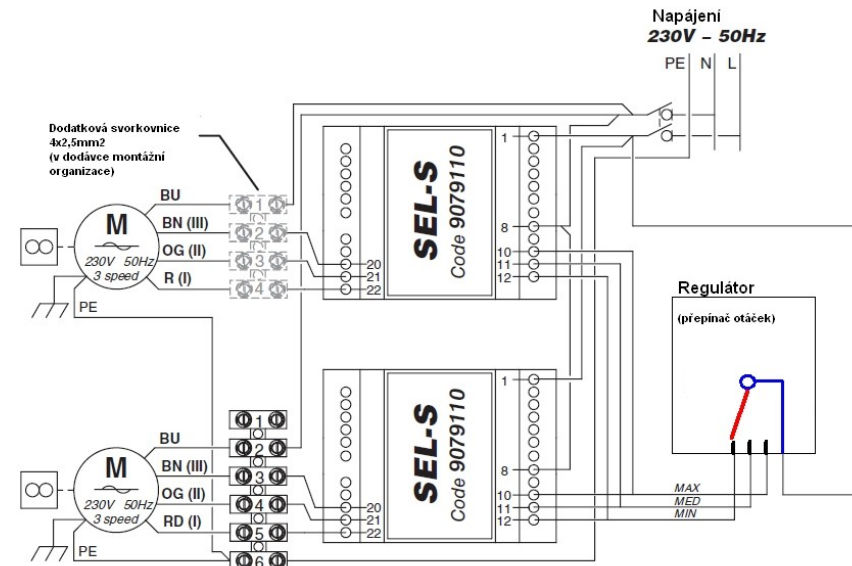 Napájení
230V – 50Hz
PE N L
Dodatková svorkovnice
4x2,5mm2
(v dodávce montážní
organizace)
M
230V 50Hz
3 speed
BU
BN (III)
OG (II)
R (I)
PE
1
2
3
4
20
21
22
SEL-S
Code 9079110
1
8
10
11
12
Regulátor
(přepínač otáček)
M
230V 50Hz
3 speed
BU
BN (III)
OG (II)
RD (I)
PE
1
2
3
4
5
6
20
21
22
SEL-S
Code 9079110
1
8
10
11
12
MAX
MED
MIN